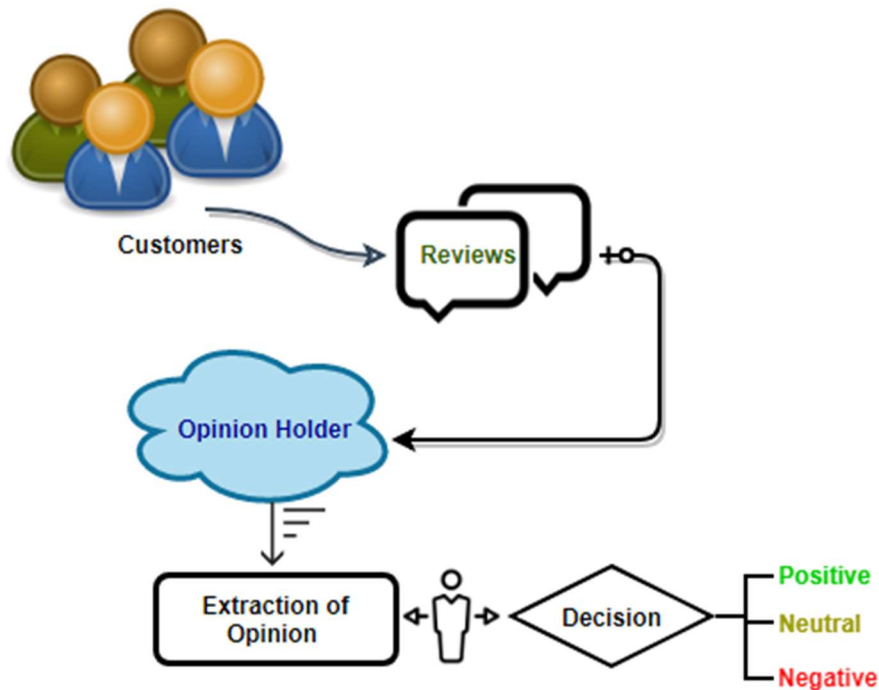 Customers
Reviews
Opinion Holder
Extraction of
Opinion
Decision
Positive
Neutral
Negative